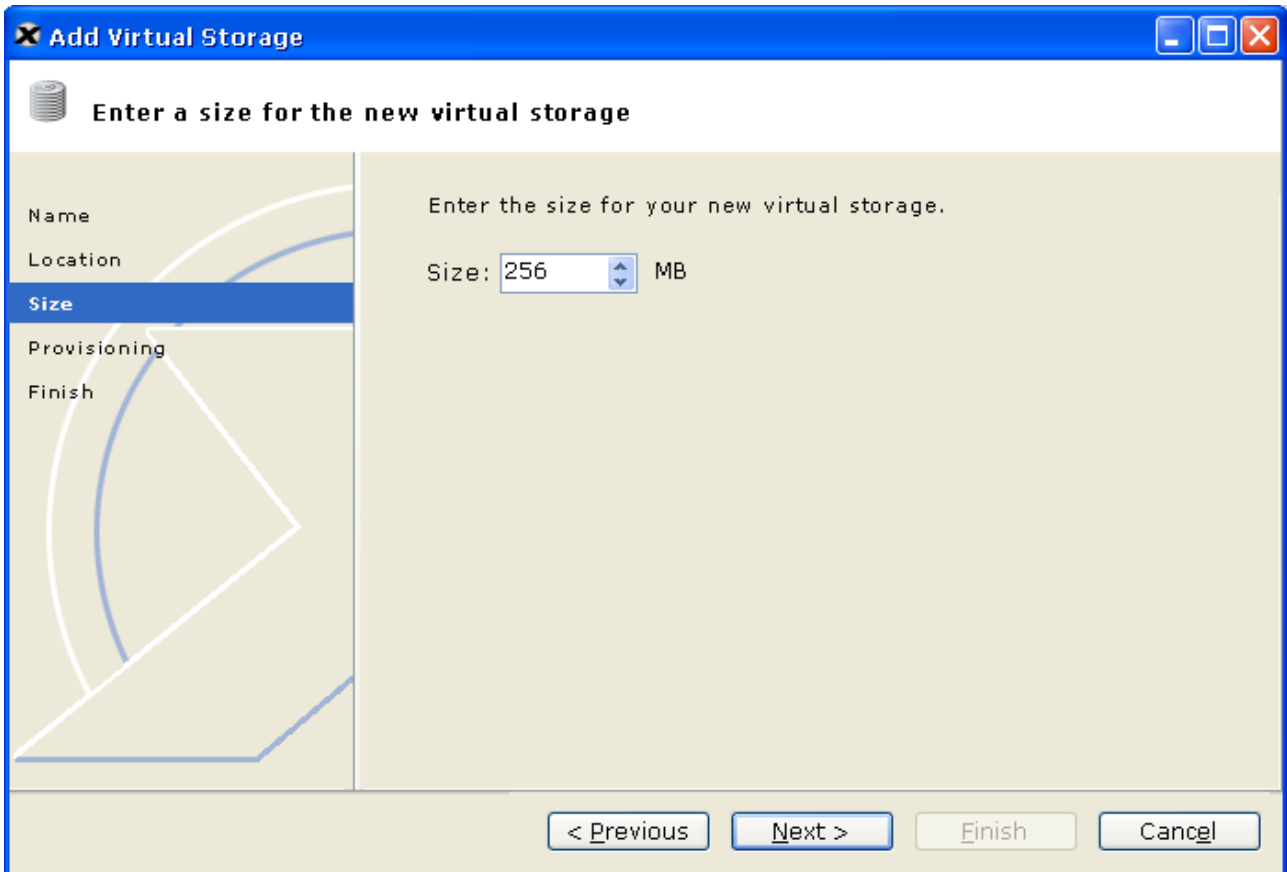 Add Virtual Storage
Enter a size for the new virtual storage
Name
Location
Size
Provisioning
Finish
Enter the size for your new virtual storage.
Size: 256 MB
< Previous Next > Finish Cancel